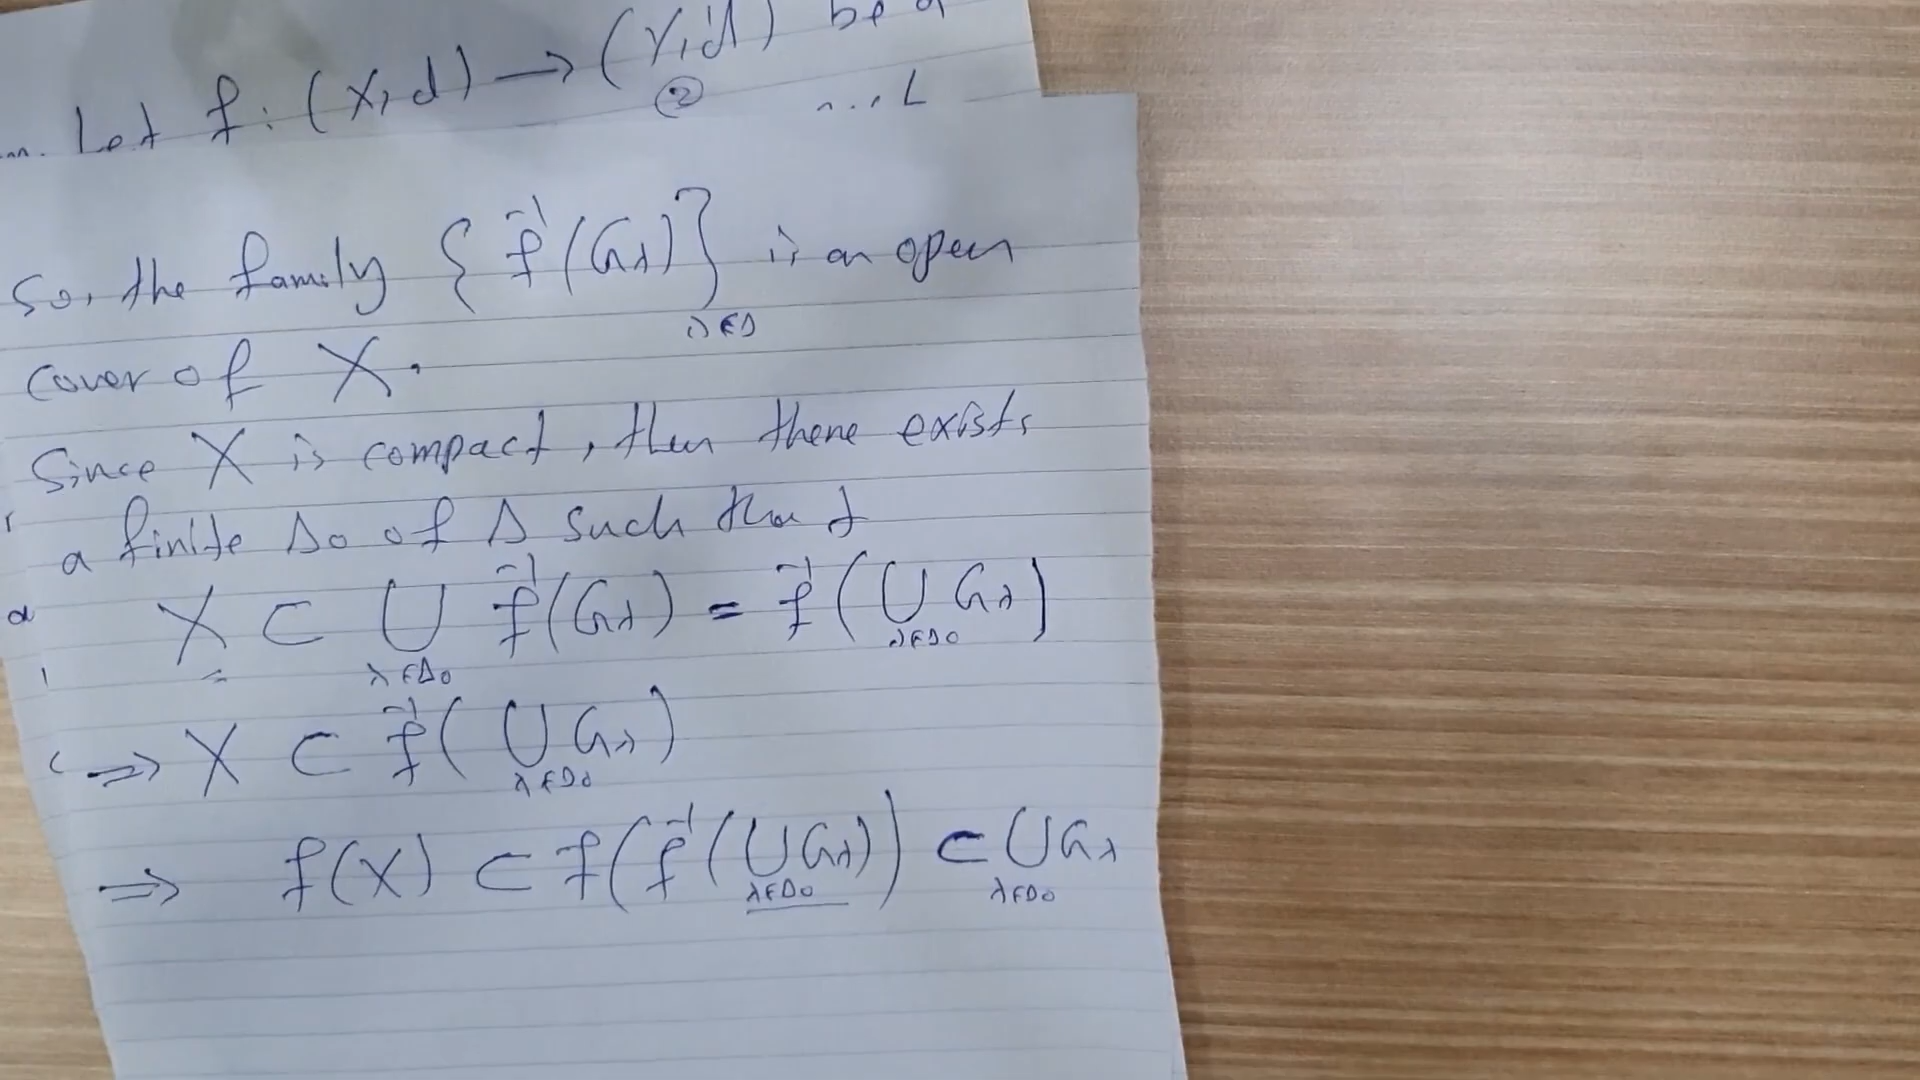 Let f : (X, d) → (Y, d') be a
②
So, the family { f⁻¹(Gλ) }λ∈Δ is an open
cover of X.
Since X is compact, then there exists
a finite Δ₀ of Δ such that
X ⊂ ⋃λ∈Δ₀ f⁻¹(Gλ) = f⁻¹( ⋃λ∈Δ₀ Gλ )
⇒ X ⊂ f⁻¹( ⋃λ∈Δ₀ Gλ )
⇒ f(X) ⊂ f( f⁻¹( ⋃λ∈Δ₀ Gλ ) ) ⊂ ⋃λ∈Δ₀ Gλ